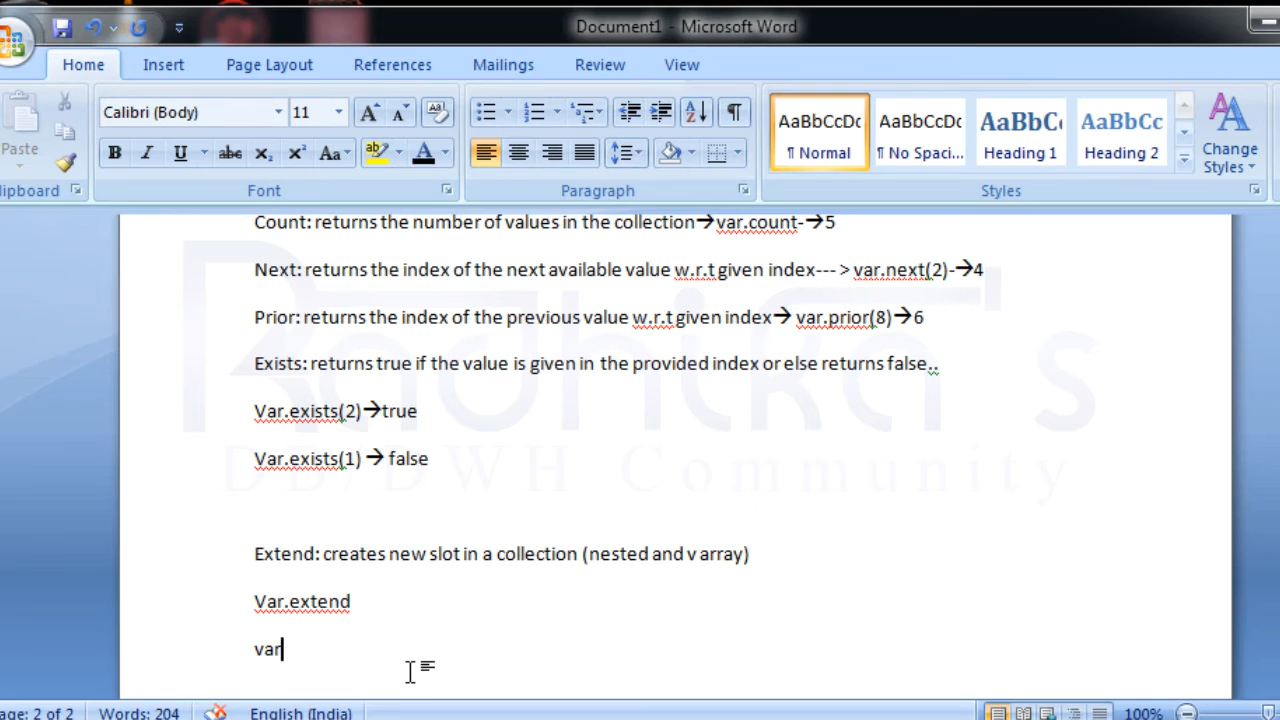 Document1 - Microsoft Word
Home Insert Page Layout References Mailings Review View
Calibri (Body) 11
AaBbCcDc AaBbCcDc AaBbC AaBbCc
Paste ¶ Normal ¶ No Spaci... Heading 1 Heading 2 Change Styles
lipboard Font Paragraph Styles
Count: returns the number of values in the collection→var.count-→5
Next: returns the index of the next available value w.r.t given index--- > var.next(2)-→4
Prior: returns the index of the previous value w.r.t given index→ var.prior(8)→6
Exists: returns true if the value is given in the provided index or else returns false..
Var.exists(2)→true
Var.exists(1) → false
Extend: creates new slot in a collection (nested and v array)
Var.extend
var
Radhika's
DB/DWH Community
age: 2 of 2 Words: 204 English (India) 100%